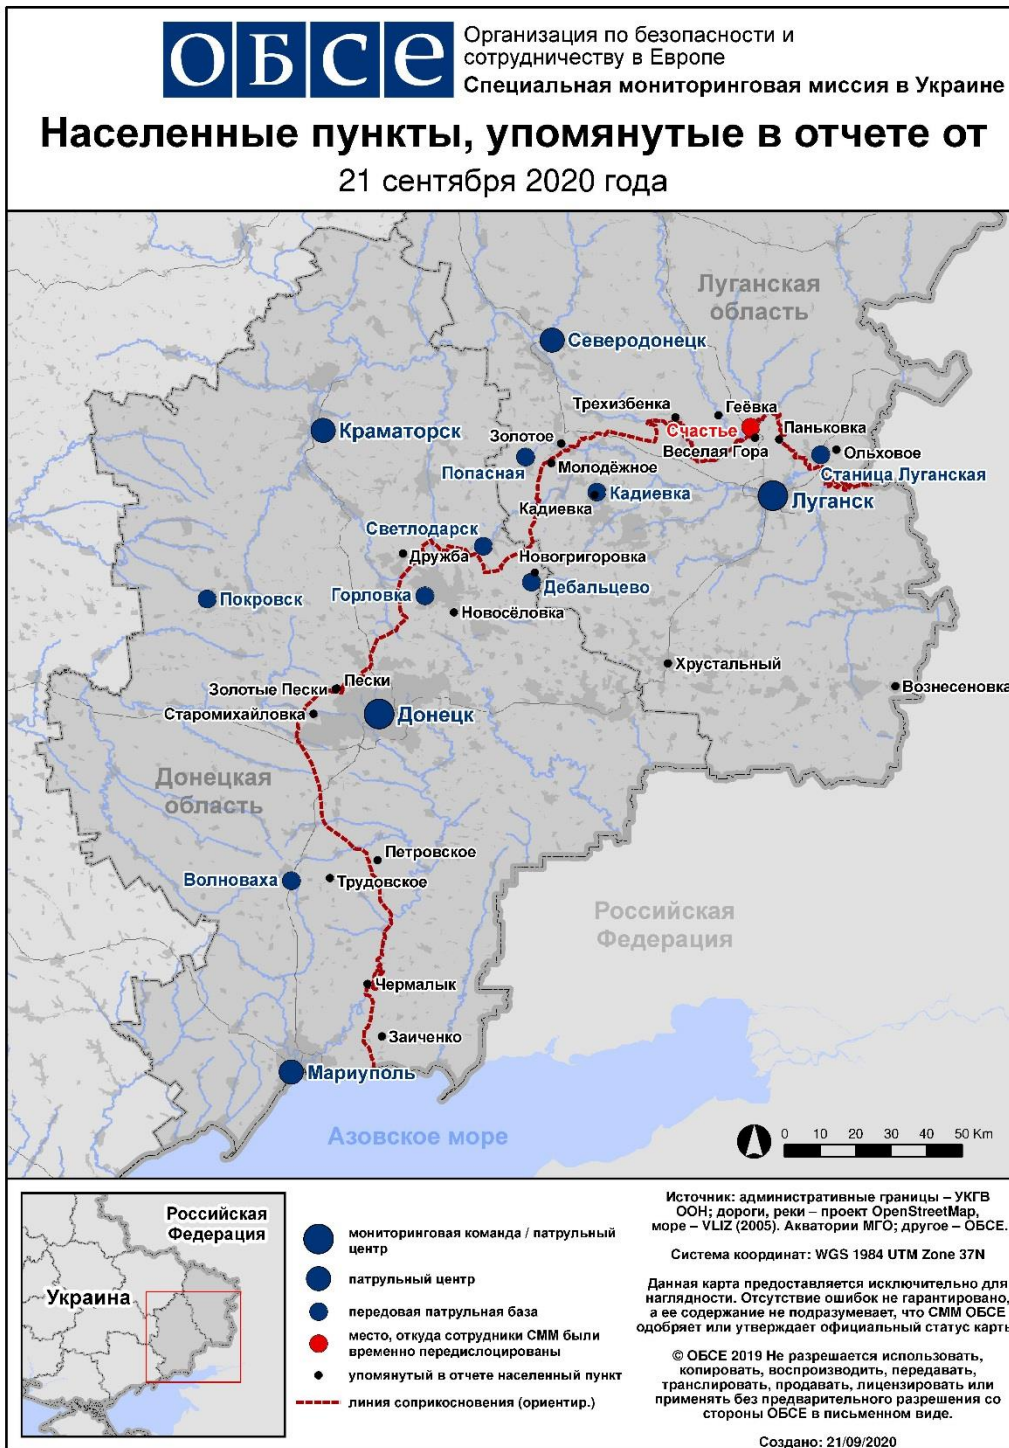 ОБСЕ
Организация по безопасности и
сотрудничеству в Европе
Специальная мониторинговая миссия в Украине
Населенные пункты, упомянутые в отчете от
21 сентября 2020 года
Луганская
область
Северодонецк
Трехизбенка
Геёвка
Счастье
Паньковка
Краматорск
Золотое
Веселая Гора
Ольховое
Попасная
Молодёжное
Станица Луганская
Кадиевка
Луганск
Кадиевка
Светлодарск
Дружба
Новогригоровка
Дебальцево
Покровск
Горловка
Новосёловка
Хрустальный
Вознесеновка
Золотые Пески
Пески
Старомихайловка
Донецк
Донецкая
область
Петровское
Волноваха
Трудовское
Российская
Федерация
Чермалык
Заиченко
Мариуполь
Азовское море
0 10 20 30 40 50 Km
Российская
Федерация
Украина
мониторинговая команда / патрульный
центр
патрульный центр
передовая патрульная база
место, откуда сотрудники СММ были
временно передислоцированы
упомянутый в отчете населенный пункт
линия соприкосновения (ориентир.)
Источник: административные границы – УКГВ
ООН; дороги, реки – проект OpenStreetMap,
море – VLIZ (2005). Акватории МГО; другое – ОБСЕ.
Система координат: WGS 1984 UTM Zone 37N
Данная карта предоставляется исключительно для
наглядности. Отсутствие ошибок не гарантировано,
а ее содержание не подразумевает, что СММ ОБСЕ
одобряет или утверждает официальный статус карты
© ОБСЕ 2019 Не разрешается использовать,
копировать, воспроизводить, передавать,
транслировать, продавать, лицензировать или
применять без предварительного разрешения со
стороны ОБСЕ в письменном виде.
Создано: 21/09/2020